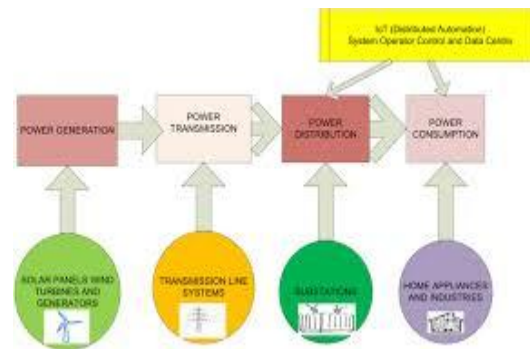 IoT (Distributed Automation)
System Operator Control and Data Centre
POWER GENERATION
POWER
TRANSMISSION
POWER
DISTRIBUTION
POWER
CONSUMPTION
SOLAR PANELS WIND
TURBINES AND
GENERATORS
TRANSMISSION LINE
SYSTEMS
SUBSTATIONS
HOME APPLIANCES
AND INDUSTRIES